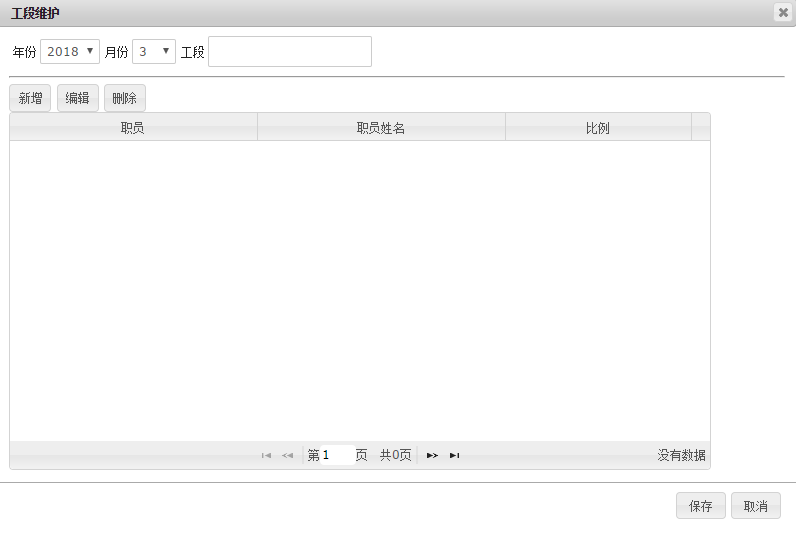 工段维护
年份 2018 月份 3 工段
新增 编辑 删除
职员 职员姓名 比例
第 1 页 共0页 没有数据
保存 取消